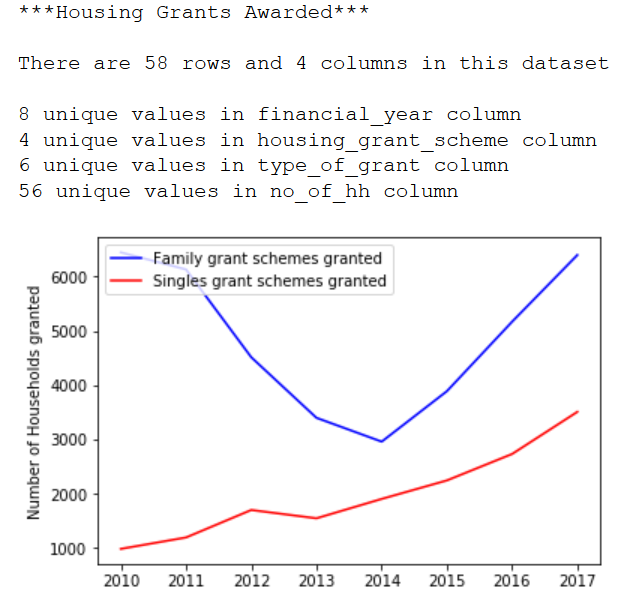 ***Housing Grants Awarded***
There are 58 rows and 4 columns in this dataset
8 unique values in financial_year column
4 unique values in housing_grant_scheme column
6 unique values in type_of_grant column
56 unique values in no_of_hh column
Family grant schemes granted
Singles grant schemes granted
6000
5000
4000
3000
2000
1000
Number of Households granted
2010 2011 2012 2013 2014 2015 2016 2017